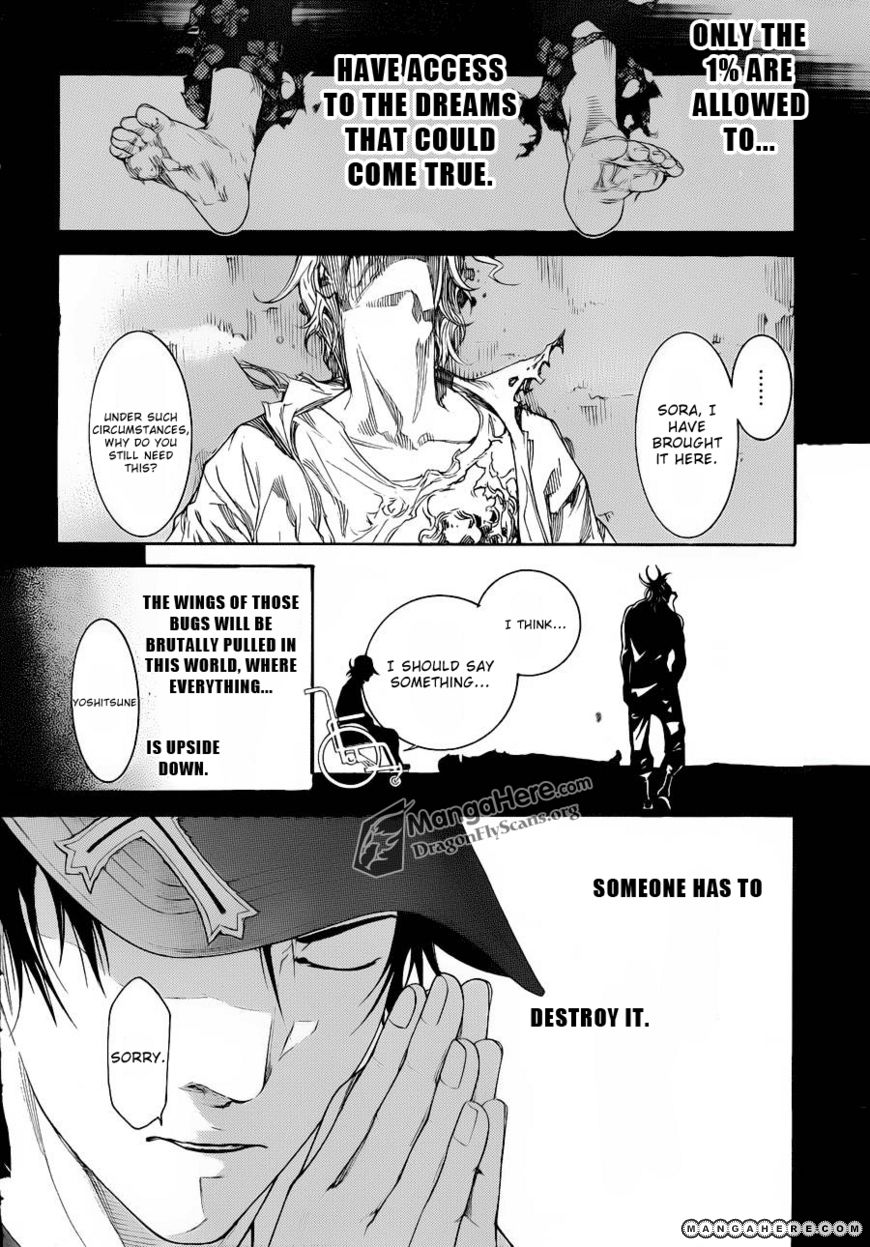 ONLY THE
1% ARE
ALLOWED
TO...
HAVE ACCESS
TO THE DREAMS
THAT COULD
COME TRUE.
......
SORA, I
HAVE
BROUGHT
IT HERE.
UNDER SUCH
CIRCUMSTANCES,
WHY DO YOU
STILL NEED
THIS?
I THINK...
I SHOULD SAY
SOMETHING...
THE WINGS OF THOSE
BUGS WILL BE
BRUTALLY PULLED IN
THIS WORLD, WHERE
EVERYTHING...
YOSHITSUNE
IS UPSIDE
DOWN.
MangaHere.com
DragonFlyScans.org
SOMEONE HAS TO
DESTROY IT.
SORRY.
MANGAHERE.COM